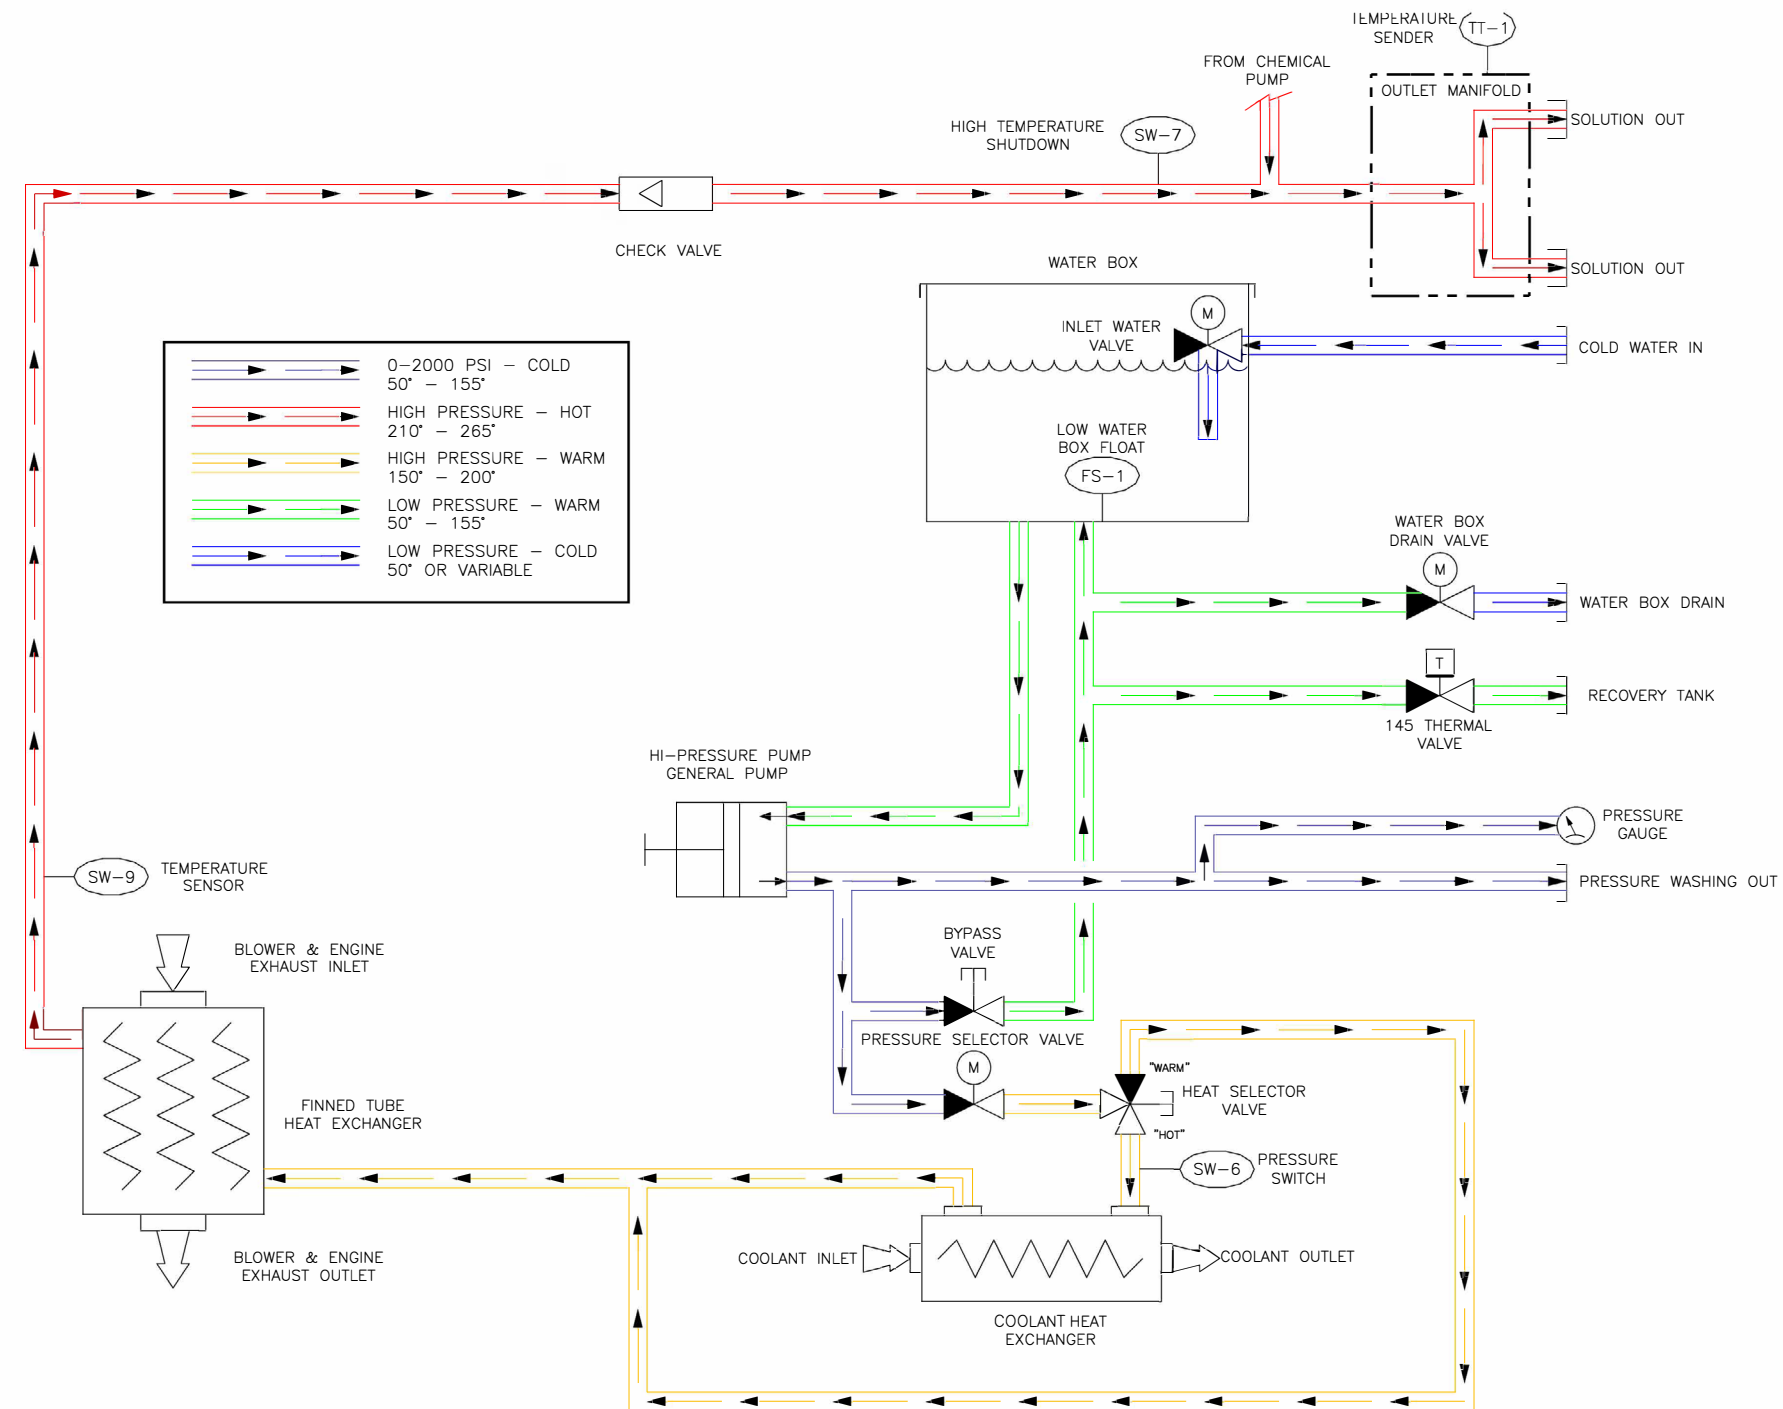 TEMPERATURE
SENDER
TT-1
FROM CHEMICAL
PUMP
OUTLET MANIFOLD
HIGH TEMPERATURE
SHUTDOWN
SW-7
SOLUTION OUT
CHECK VALVE
WATER BOX
SOLUTION OUT
M
INLET WATER
VALVE
COLD WATER IN
0-2000 PSI - COLD
50° - 155°
HIGH PRESSURE - HOT
210° - 265°
HIGH PRESSURE - WARM
150° - 200°
LOW PRESSURE - WARM
50° - 155°
LOW PRESSURE - COLD
50° OR VARIABLE
LOW WATER
BOX FLOAT
FS-1
WATER BOX
DRAIN VALVE
M
WATER BOX DRAIN
T
RECOVERY TANK
145 THERMAL
VALVE
HI-PRESSURE PUMP
GENERAL PUMP
PRESSURE
GAUGE
SW-9
TEMPERATURE
SENSOR
PRESSURE WASHING OUT
BLOWER & ENGINE
EXHAUST INLET
BYPASS
VALVE
PRESSURE SELECTOR VALVE
M
"WARM"
HEAT SELECTOR
VALVE
"HOT"
FINNED TUBE
HEAT EXCHANGER
SW-6
PRESSURE
SWITCH
BLOWER & ENGINE
EXHAUST OUTLET
COOLANT INLET
COOLANT OUTLET
COOLANT HEAT
EXCHANGER